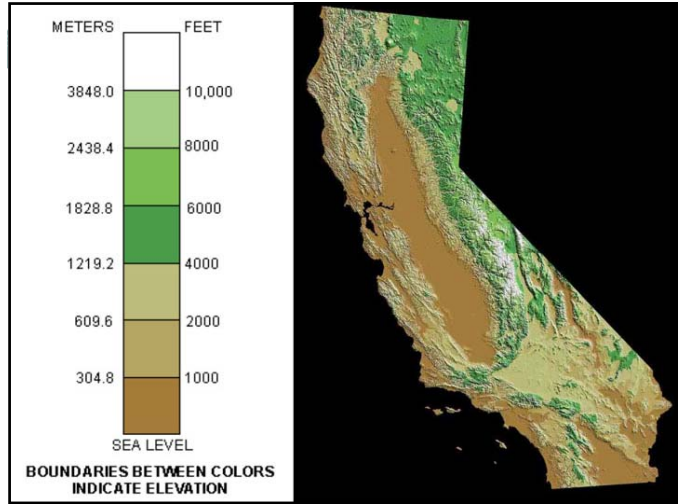 METERS FEET
3848.0 10,000
2438.4 8000
1828.8 6000
1219.2 4000
609.6 2000
304.8 1000
SEA LEVEL
BOUNDARIES BETWEEN COLORS
INDICATE ELEVATION